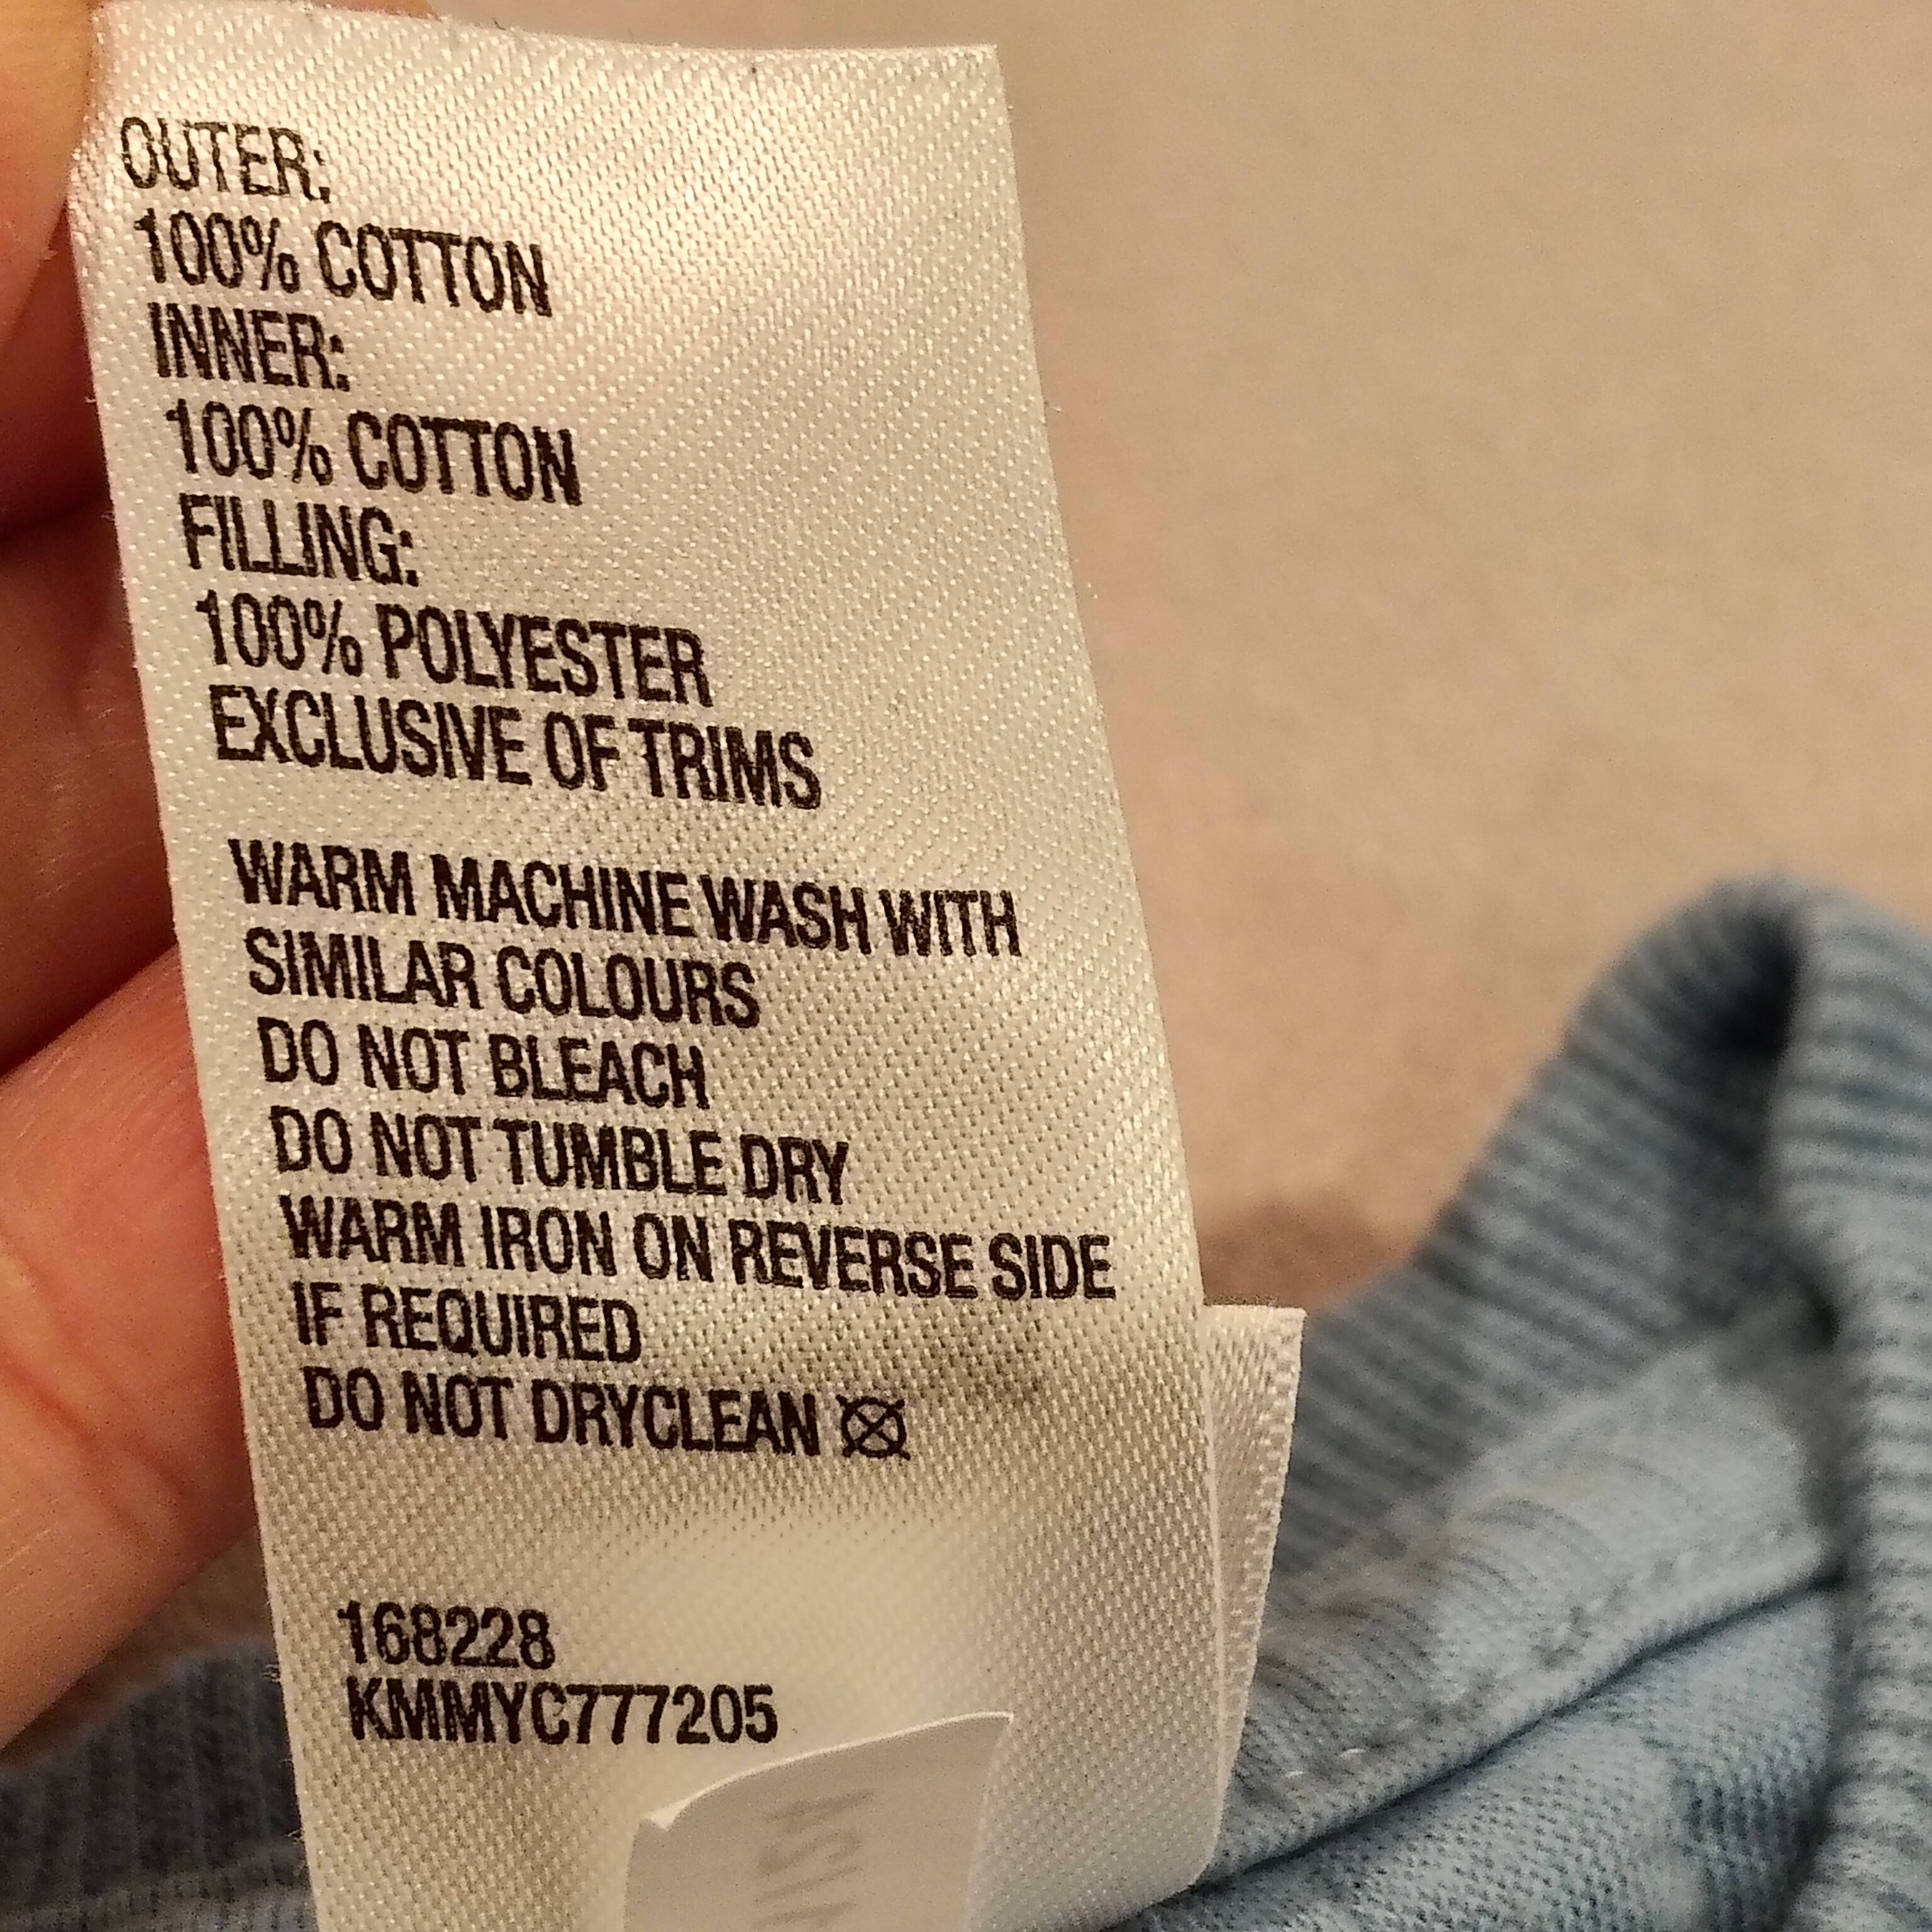 OUTER:
100% COTTON
INNER:
100% COTTON
FILLING:
100% POLYESTER
EXCLUSIVE OF TRIMS
WARM MACHINE WASH WITH
SIMILAR COLOURS
DO NOT BLEACH
DO NOT TUMBLE DRY
WARM IRON ON REVERSE SIDE
IF REQUIRED
DO NOT DRYCLEAN
168228
KMMYC777205